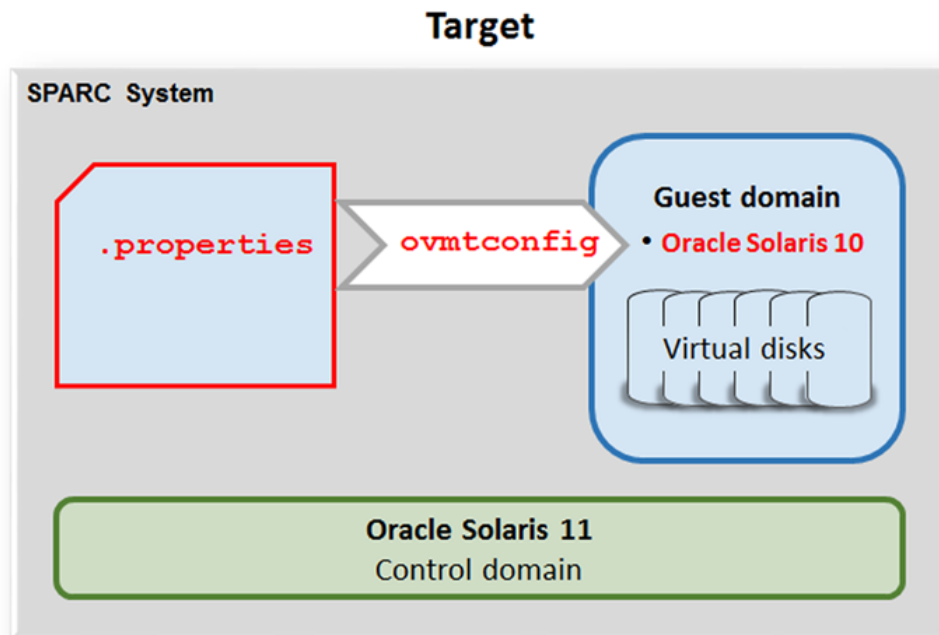 Target
SPARC System
.properties
ovmtconfig
Guest domain
• Oracle Solaris 10
Virtual disks
Oracle Solaris 11
Control domain